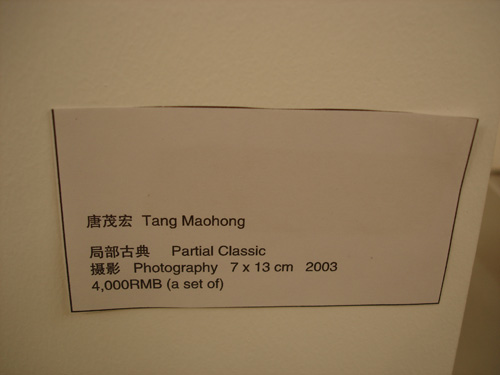 唐茂宏 Tang Maohong
局部古典 Partial Classic
摄影 Photography 7 x 13 cm 2003
4,000RMB (a set of)